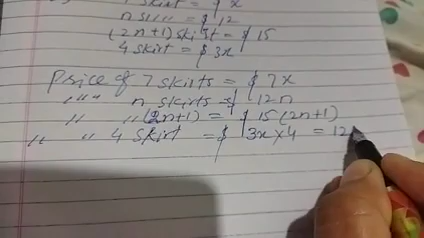 skirt = $ x
n " = $ 12
(2n+1) skirt = $ 15
4 skirt = $ 3x
Price of 7 skirts = $ 7x
" " " n skirts = $ 12n
" " " (2n+1) = $ 15(2n+1)
" " 4 skirt = $ 3x×4 = 12